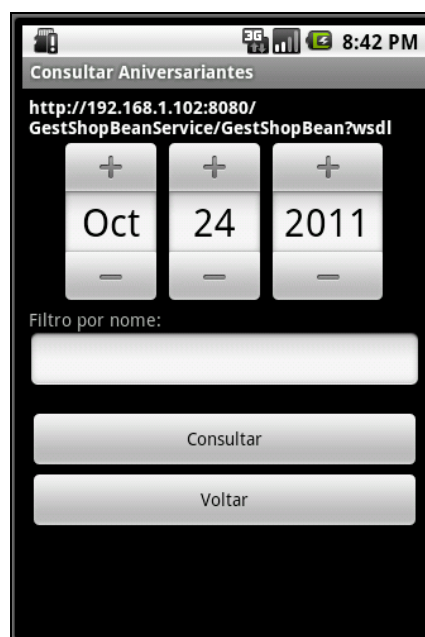 3G 8:42 PM
Consultar Aniversariantes
http://192.168.1.102:8080/
GestShopBeanService/GestShopBean?wsdl
+ + +
Oct 24 2011
- - -
Filtro por nome:
Consultar
Voltar